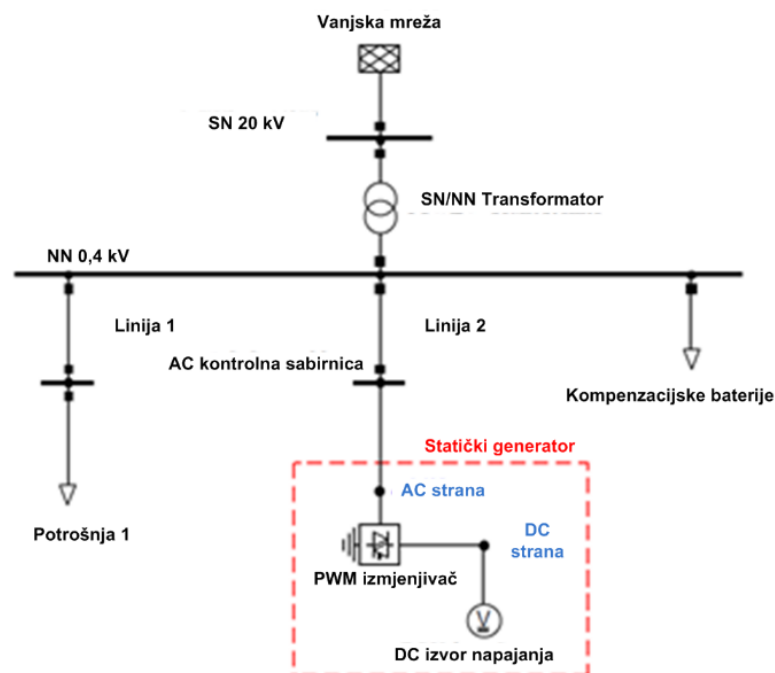 Vanjska mreža
SN 20 kV
SN/NN Transformator
NN 0,4 kV
Linija 1
Linija 2
AC kontrolna sabirnica
Kompenzacijske baterije
Statički generator
AC strana
Potrošnja 1
DC
strana
PWM izmjenjivač
V
DC izvor napajanja